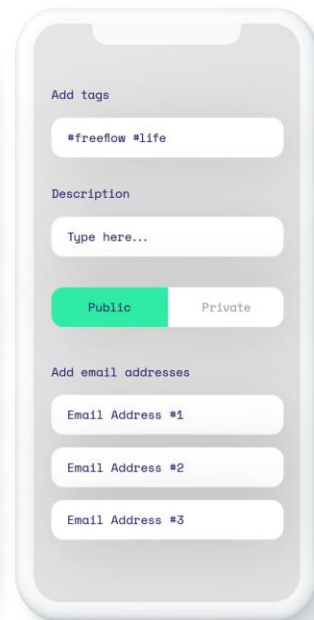 Add tags
#freeflow #life
Description
Type here...
Public Private
Add email addresses
Email Address #1
Email Address #2
Email Address #3